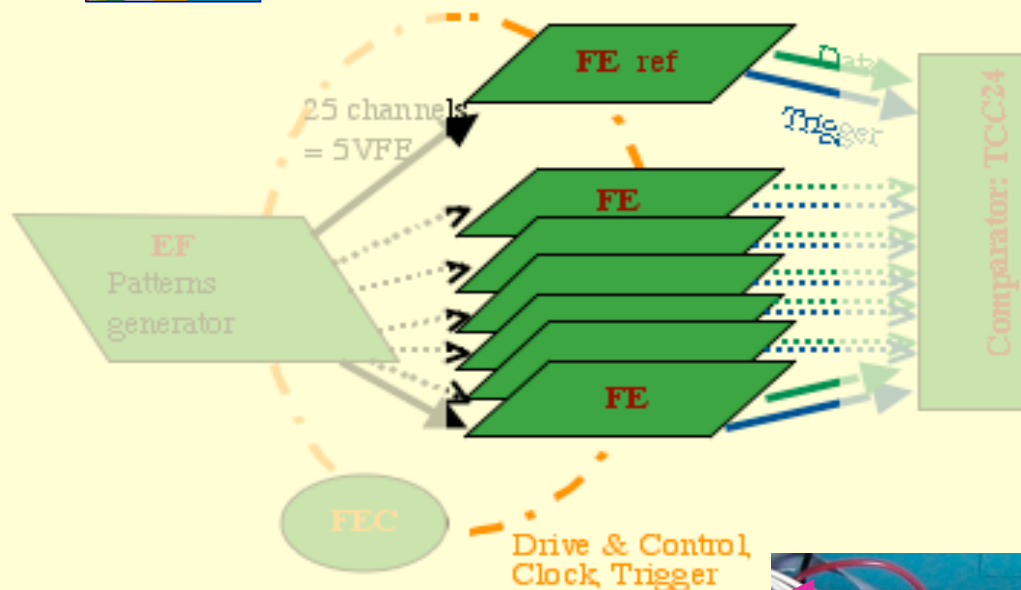 FE ref
Data
25 channels
= 5VFE
Trigger
Comparator: TCC24
FE
EF
Patterns
generator
FE
FEC
Drive & Control,
Clock, Trigger